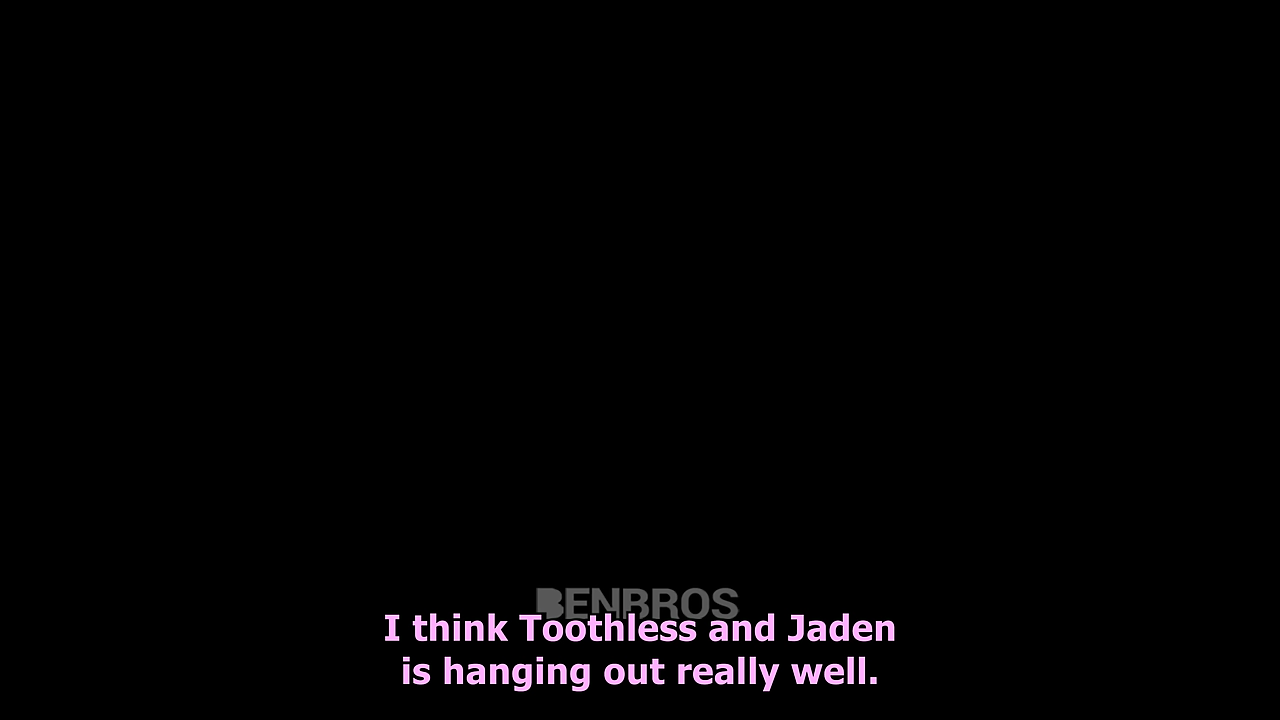 BENBROS
I think Toothless and Jaden
is hanging out really well.